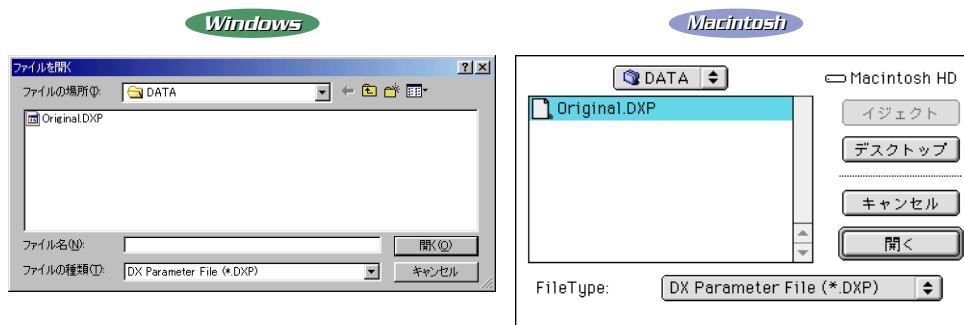 Windows
Macintosh
ファイルを開く
ファイルの場所(I):
DATA
Original.DXP
ファイル名(N):
開く(O)
ファイルの種類(T):
DX Parameter File (*.DXP)
キャンセル
DATA
Macintosh HD
Original.DXP
イジェクト
デスクトップ
キャンセル
開く
FileType:
DX Parameter File (*.DXP)